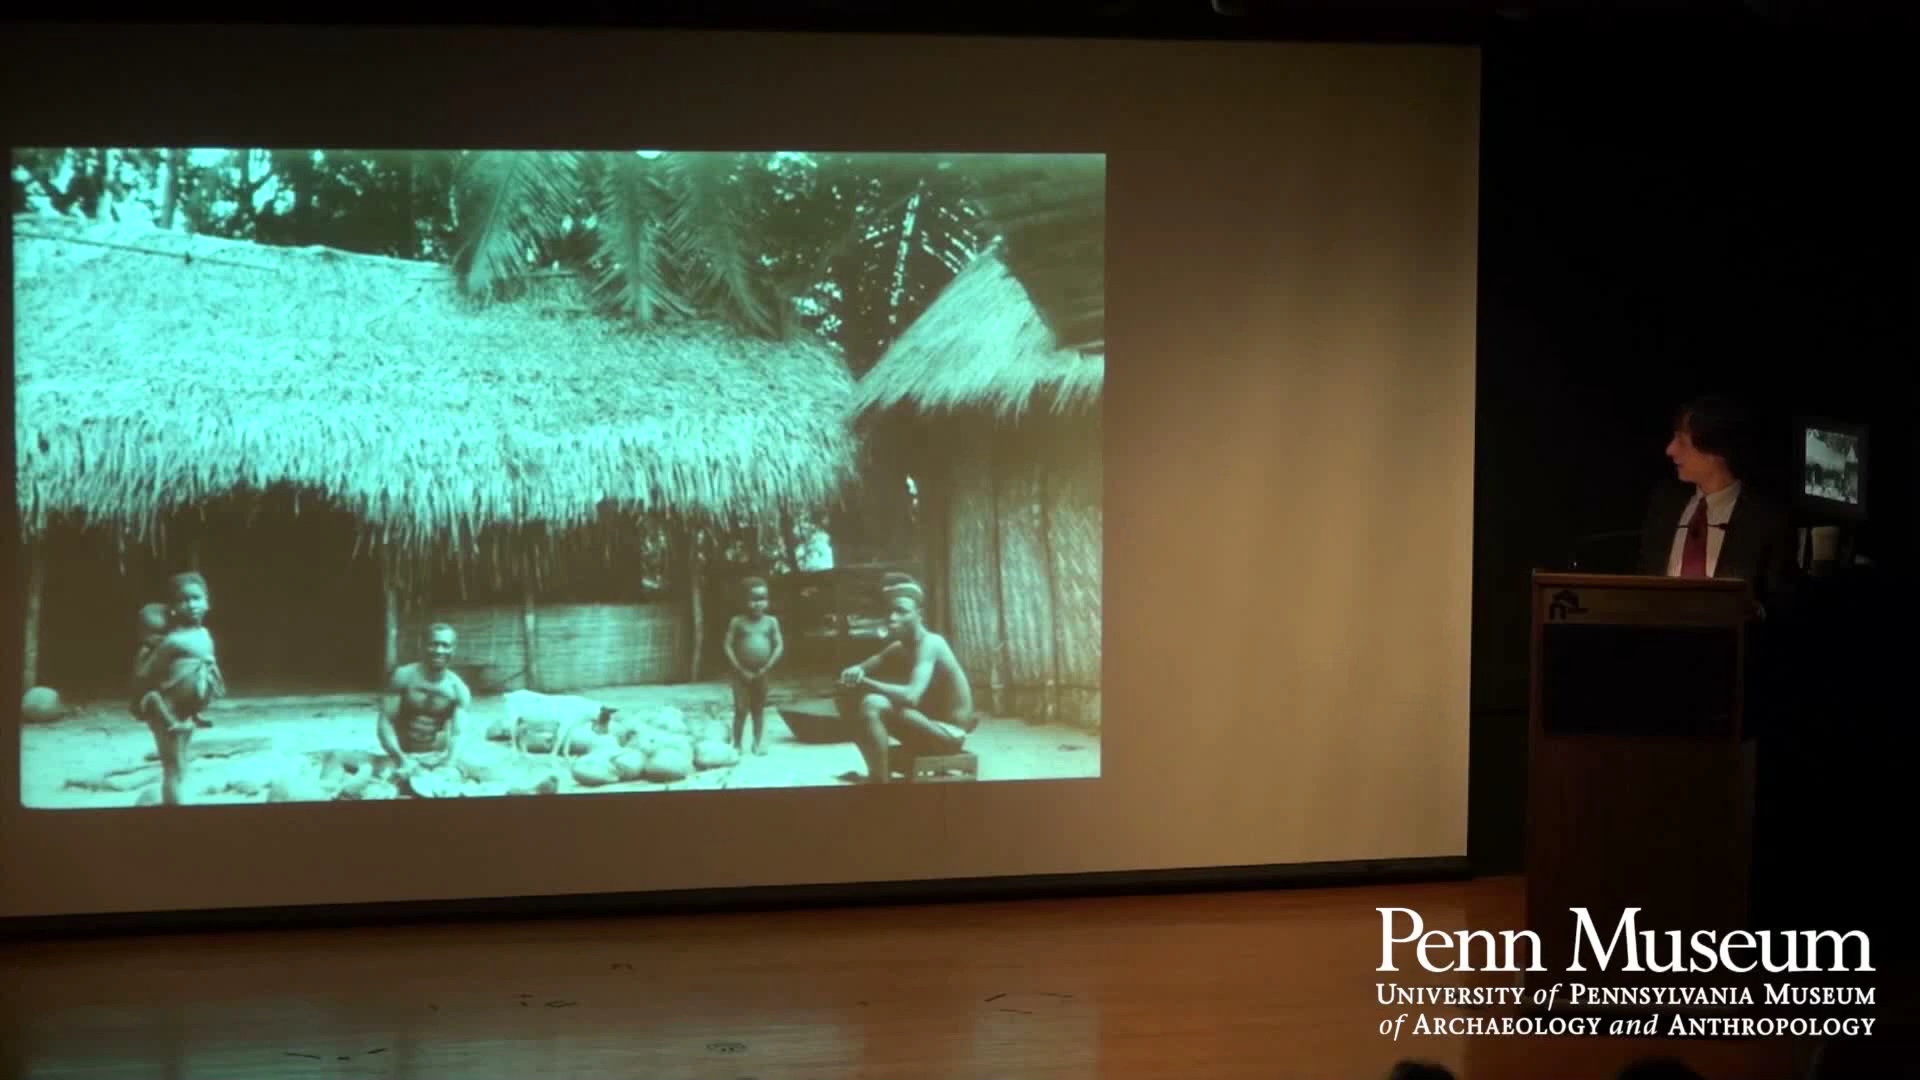 Penn Museum
UNIVERSITY of PENNSYLVANIA MUSEUM
of ARCHAEOLOGY and ANTHROPOLOGY